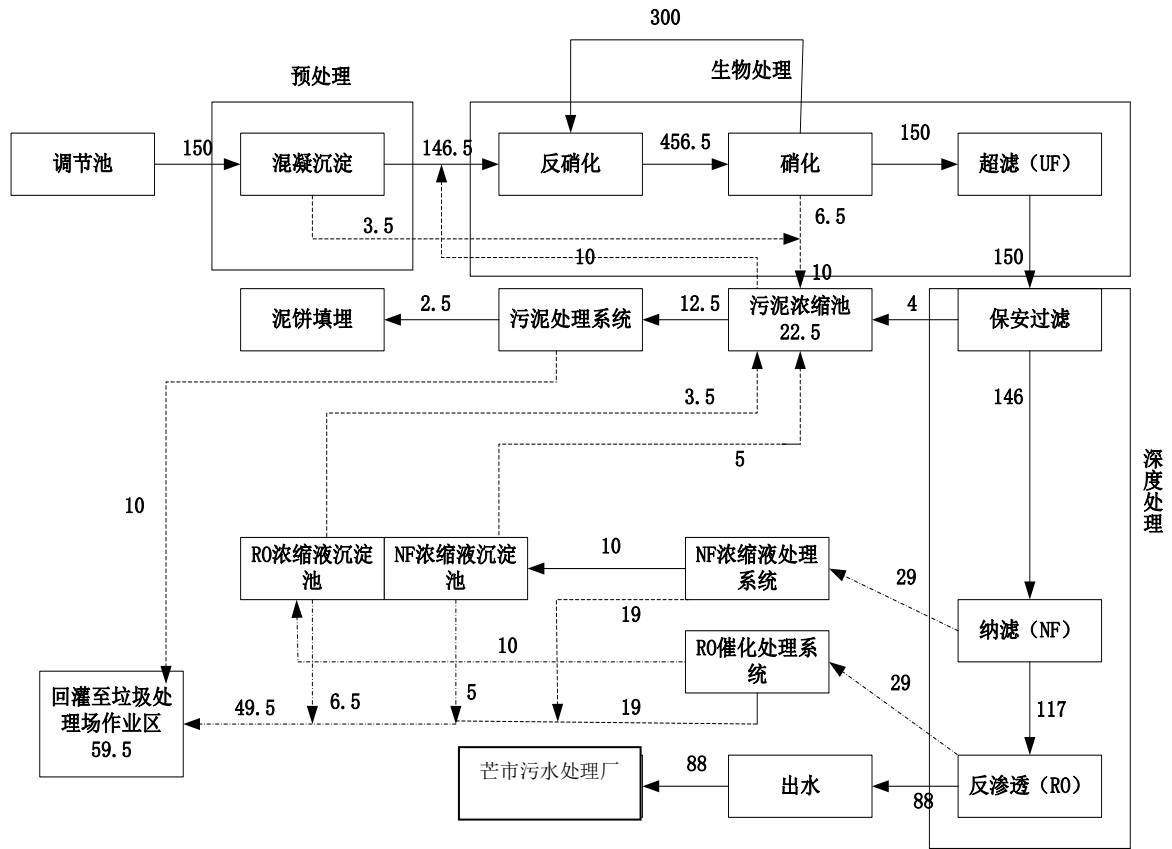 300
预处理
生物处理
调节池
150
混凝沉淀
146.5
反硝化
456.5
硝化
150
超滤（UF）
3.5
6.5
10
10
150
泥饼填埋
2.5
污泥处理系统
12.5
污泥浓缩池
22.5
4
保安过滤
3.5
146
5
深度处理
10
RO浓缩液沉淀
池
NF浓缩液沉淀
池
10
NF浓缩液处理
系统
29
19
纳滤（NF）
RO催化处理系
统
10
29
回灌至垃圾处
理场作业区
59.5
49.5
6.5
5
19
117
芒市污水处理厂
88
出水
88
反渗透（RO）